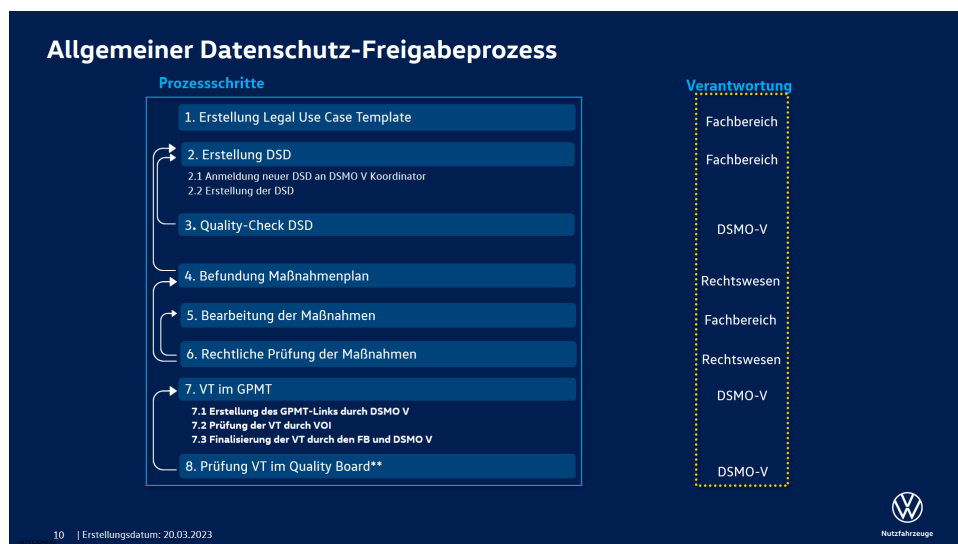 Allgemeiner Datenschutz-Freigabeprozess
Prozessschritte
Verantwortung
1. Erstellung Legal Use Case Template
Fachbereich
2. Erstellung DSD
Fachbereich
2.1 Anmeldung neuer DSD an DSMO V Koordinator
2.2 Erstellung der DSD
3. Quality-Check DSD
DSMO-V
4. Befundung Maßnahmenplan
Rechtswesen
5. Bearbeitung der Maßnahmen
Fachbereich
6. Rechtliche Prüfung der Maßnahmen
Rechtswesen
7. VT im GPMT
DSMO-V
7.1 Erstellung des GPMT-Links durch DSMO V
7.2 Prüfung der VT durch VOI
7.3 Finalisierung der VT durch den FB und DSMO V
8. Prüfung VT im Quality Board**
DSMO-V
Nutzfahrzeuge
10 | Erstellungsdatum: 20.03.2023